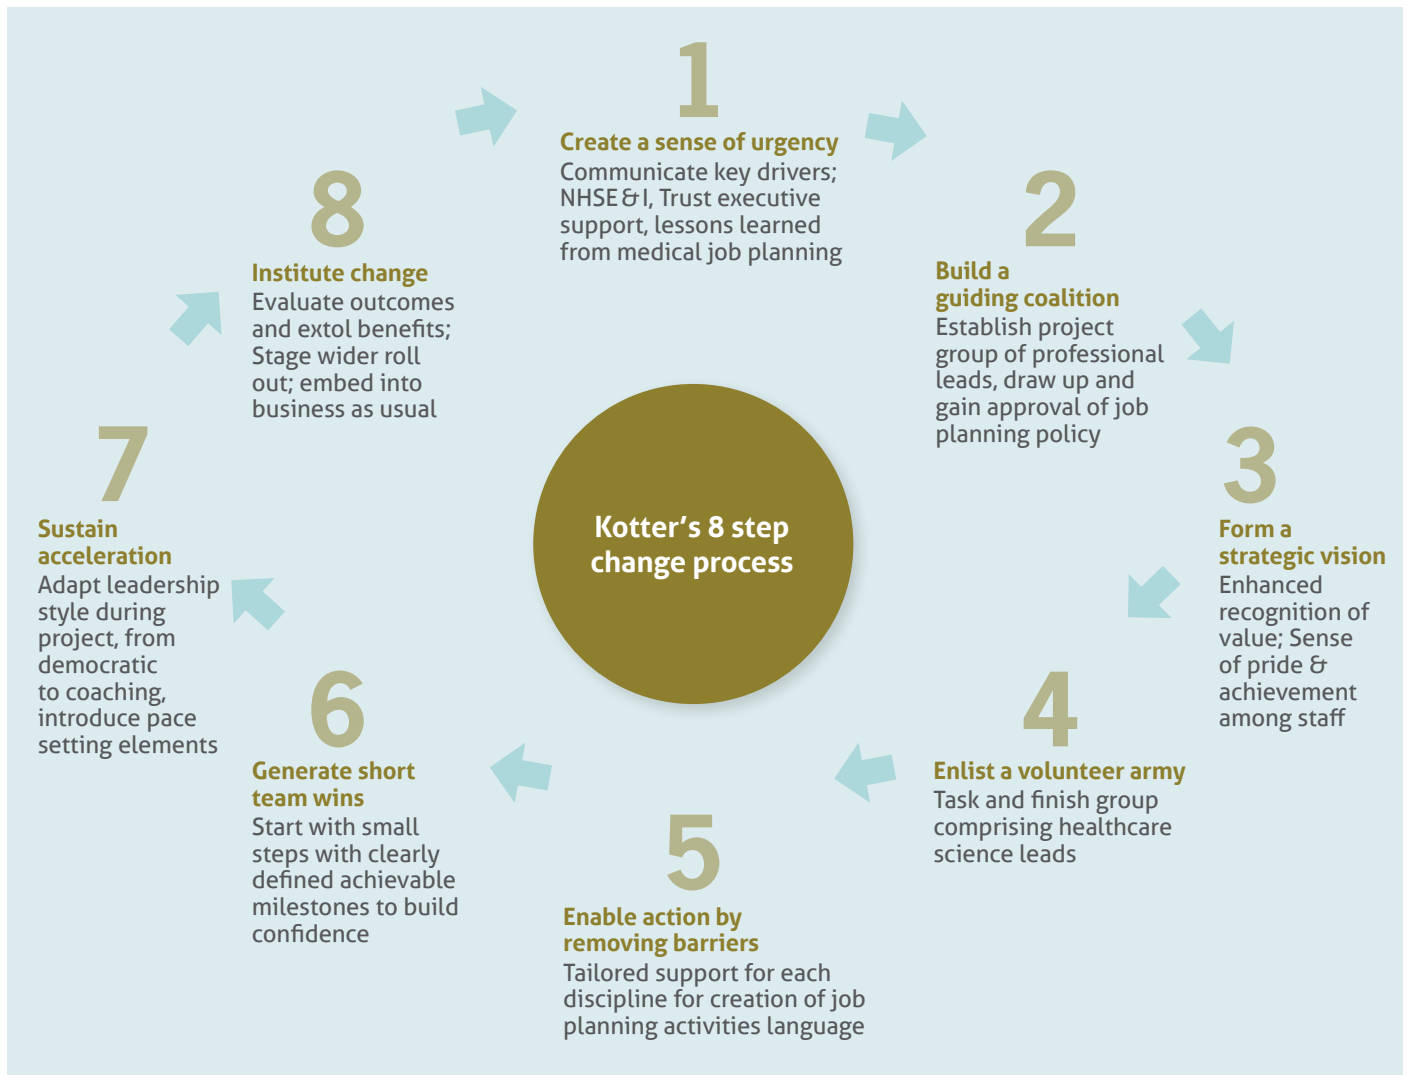 1
Create a sense of urgency
Communicate key drivers;
NHSE & I, Trust executive
support, lessons learned
from medical job planning
2
Build a
guiding coalition
Establish project
group of professional
leads, draw up and
gain approval of job
planning policy
3
Form a
strategic vision
Enhanced
recognition of
value; Sense
of pride &
achievement
among staff
4
Enlist a volunteer army
Task and finish group
comprising healthcare
science leads
5
Enable action by
removing barriers
Tailored support for each
discipline for creation of job
planning activities language
6
Generate short
team wins
Start with small
steps with clearly
defined achievable
milestones to build
confidence
7
Sustain
acceleration
Adapt leadership
style during
project, from
democratic
to coaching,
introduce pace
setting elements
8
Institute change
Evaluate outcomes
and extol benefits;
Stage wider roll
out; embed into
business as usual
Kotter's 8 step
change process